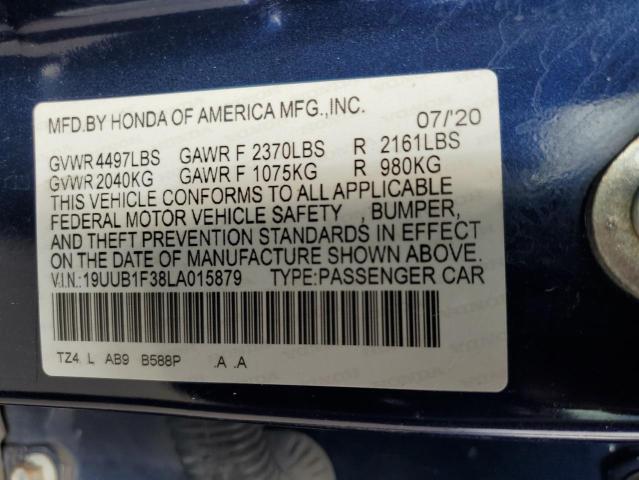 MFD.BY HONDA OF AMERICA MFG.,INC. 07/'20
GVWR 4497LBS GAWR F 2370LBS R 2161LBS
GVWR 2040KG GAWR F 1075KG R 980KG
THIS VEHICLE CONFORMS TO ALL APPLICABLE
FEDERAL MOTOR VEHICLE SAFETY , BUMPER,
AND THEFT PREVENTION STANDARDS IN EFFECT
ON THE DATE OF MANUFACTURE SHOWN ABOVE.
V.I.N.:19UUB1F38LA015879 TYPE:PASSENGER CAR
TZ4. L AB9 B588P .A .A